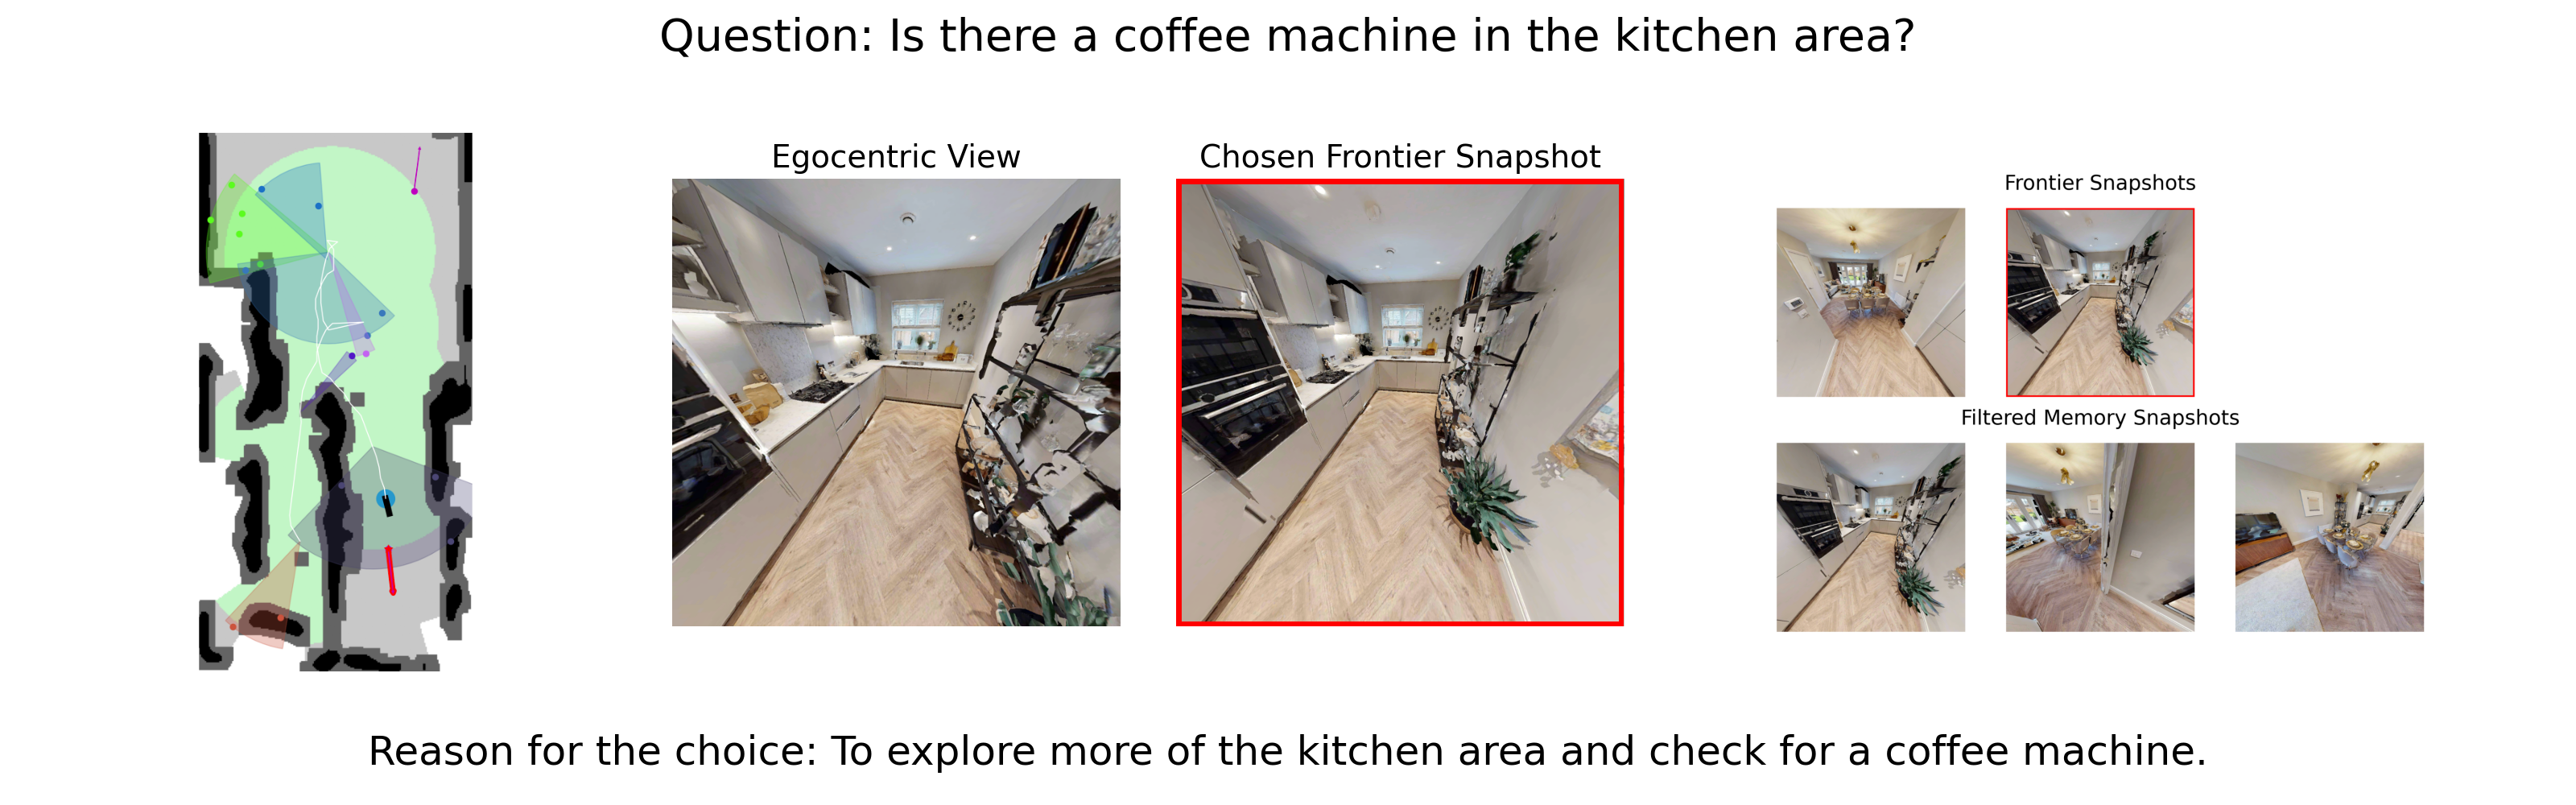 Question: Is there a coffee machine in the kitchen area?
Egocentric View
Chosen Frontier Snapshot
Frontier Snapshots
Filtered Memory Snapshots
Reason for the choice: To explore more of the kitchen area and check for a coffee machine.